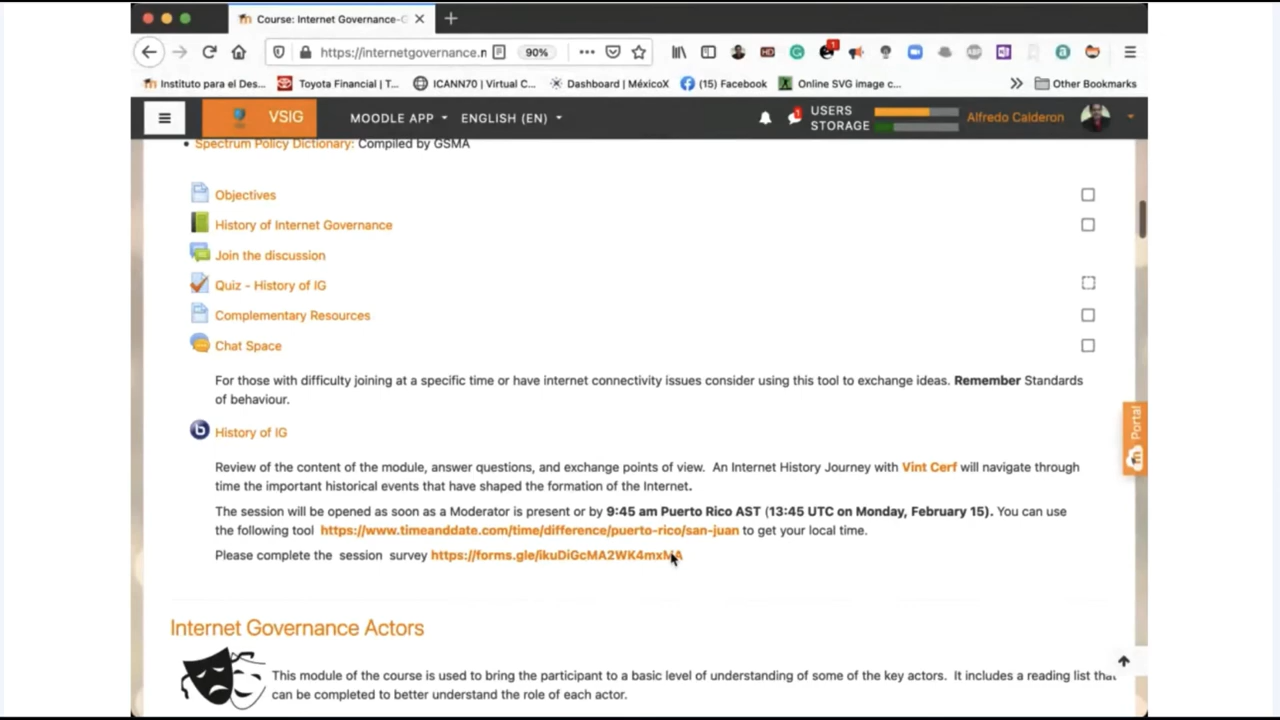 Course: Internet Governance-G
https://internetgovernance.n
90%
Instituto para el Des...
Toyota Financial | T...
ICANN70 | Virtual C...
Dashboard | MéxicoX
(15) Facebook
Online SVG image c...
Other Bookmarks
VSIG
MOODLE APP
ENGLISH (EN)
USERS
STORAGE
Alfredo Calderon
Spectrum Policy Dictionary: Compiled by GSMA
Objectives
History of Internet Governance
Join the discussion
Quiz - History of IG
Complementary Resources
Chat Space
For those with difficulty joining at a specific time or have internet connectivity issues consider using this tool to exchange ideas. Remember Standards
of behaviour.
Portal
b
History of IG
Review of the content of the module, answer questions, and exchange points of view. An Internet History Journey with Vint Cerf will navigate through
time the important historical events that have shaped the formation of the Internet.
The session will be opened as soon as a Moderator is present or by 9:45 am Puerto Rico AST (13:45 UTC on Monday, February 15). You can use
the following tool https://www.timeanddate.com/time/difference/puerto-rico/san-juan to get your local time.
Please complete the session survey https://forms.gle/ikuDiGcMA2WK4mxMA
Internet Governance Actors
This module of the course is used to bring the participant to a basic level of understanding of some of the key actors. It includes a reading list that
can be completed to better understand the role of each actor.